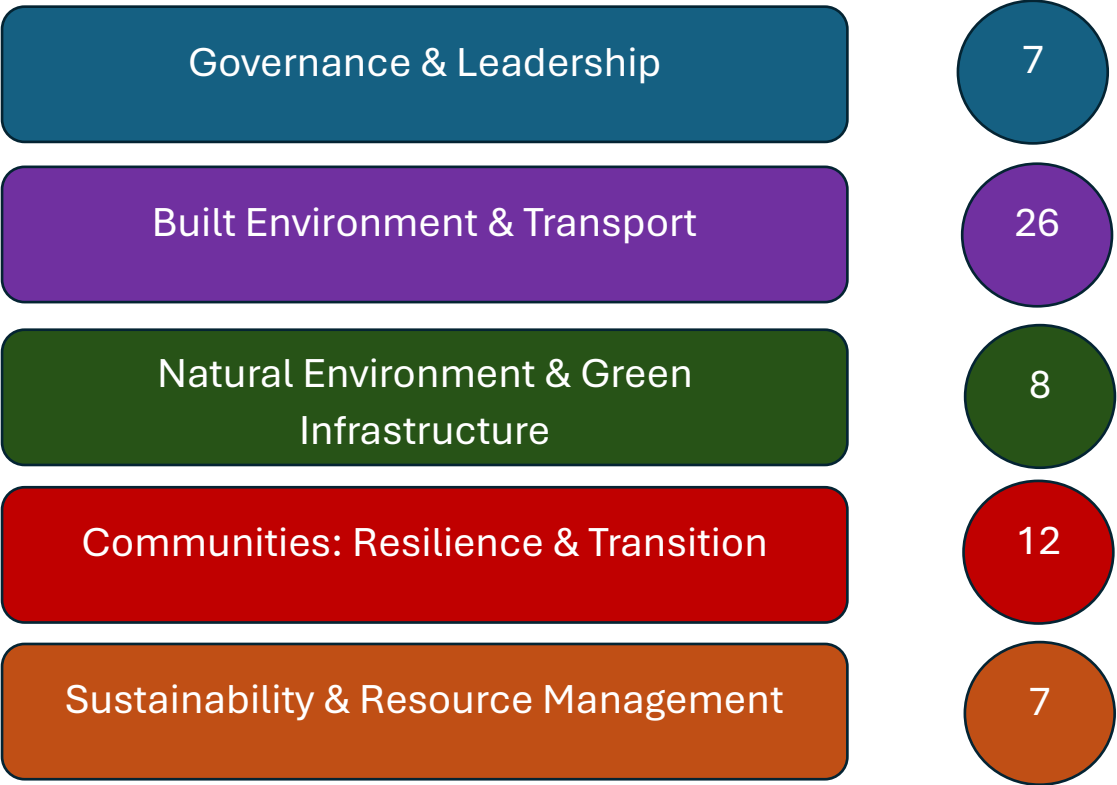 Governance & Leadership
7
Built Environment & Transport
26
Natural Environment & Green
Infrastructure
8
Communities: Resilience & Transition
12
Sustainability & Resource Management
7